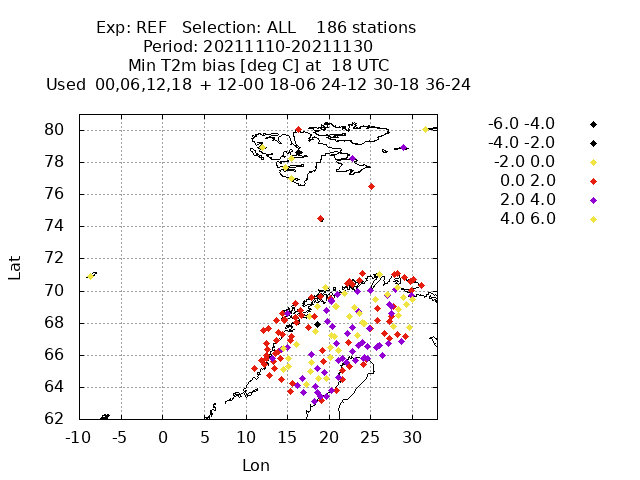 Exp: REF   Selection: ALL    186 stations
Period: 20211110-20211130
Min T2m bias [deg C] at  18 UTC
Used  00,06,12,18  + 12-00 18-06 24-12 30-18 36-24
-6.0 -4.0
-4.0 -2.0
-2.0 0.0
0.0 2.0
2.0 4.0
4.0 6.0
80
78
76
74
72
70
68
66
64
62
Lat
-10 -5 0 5 10 15 20 25 30
Lon